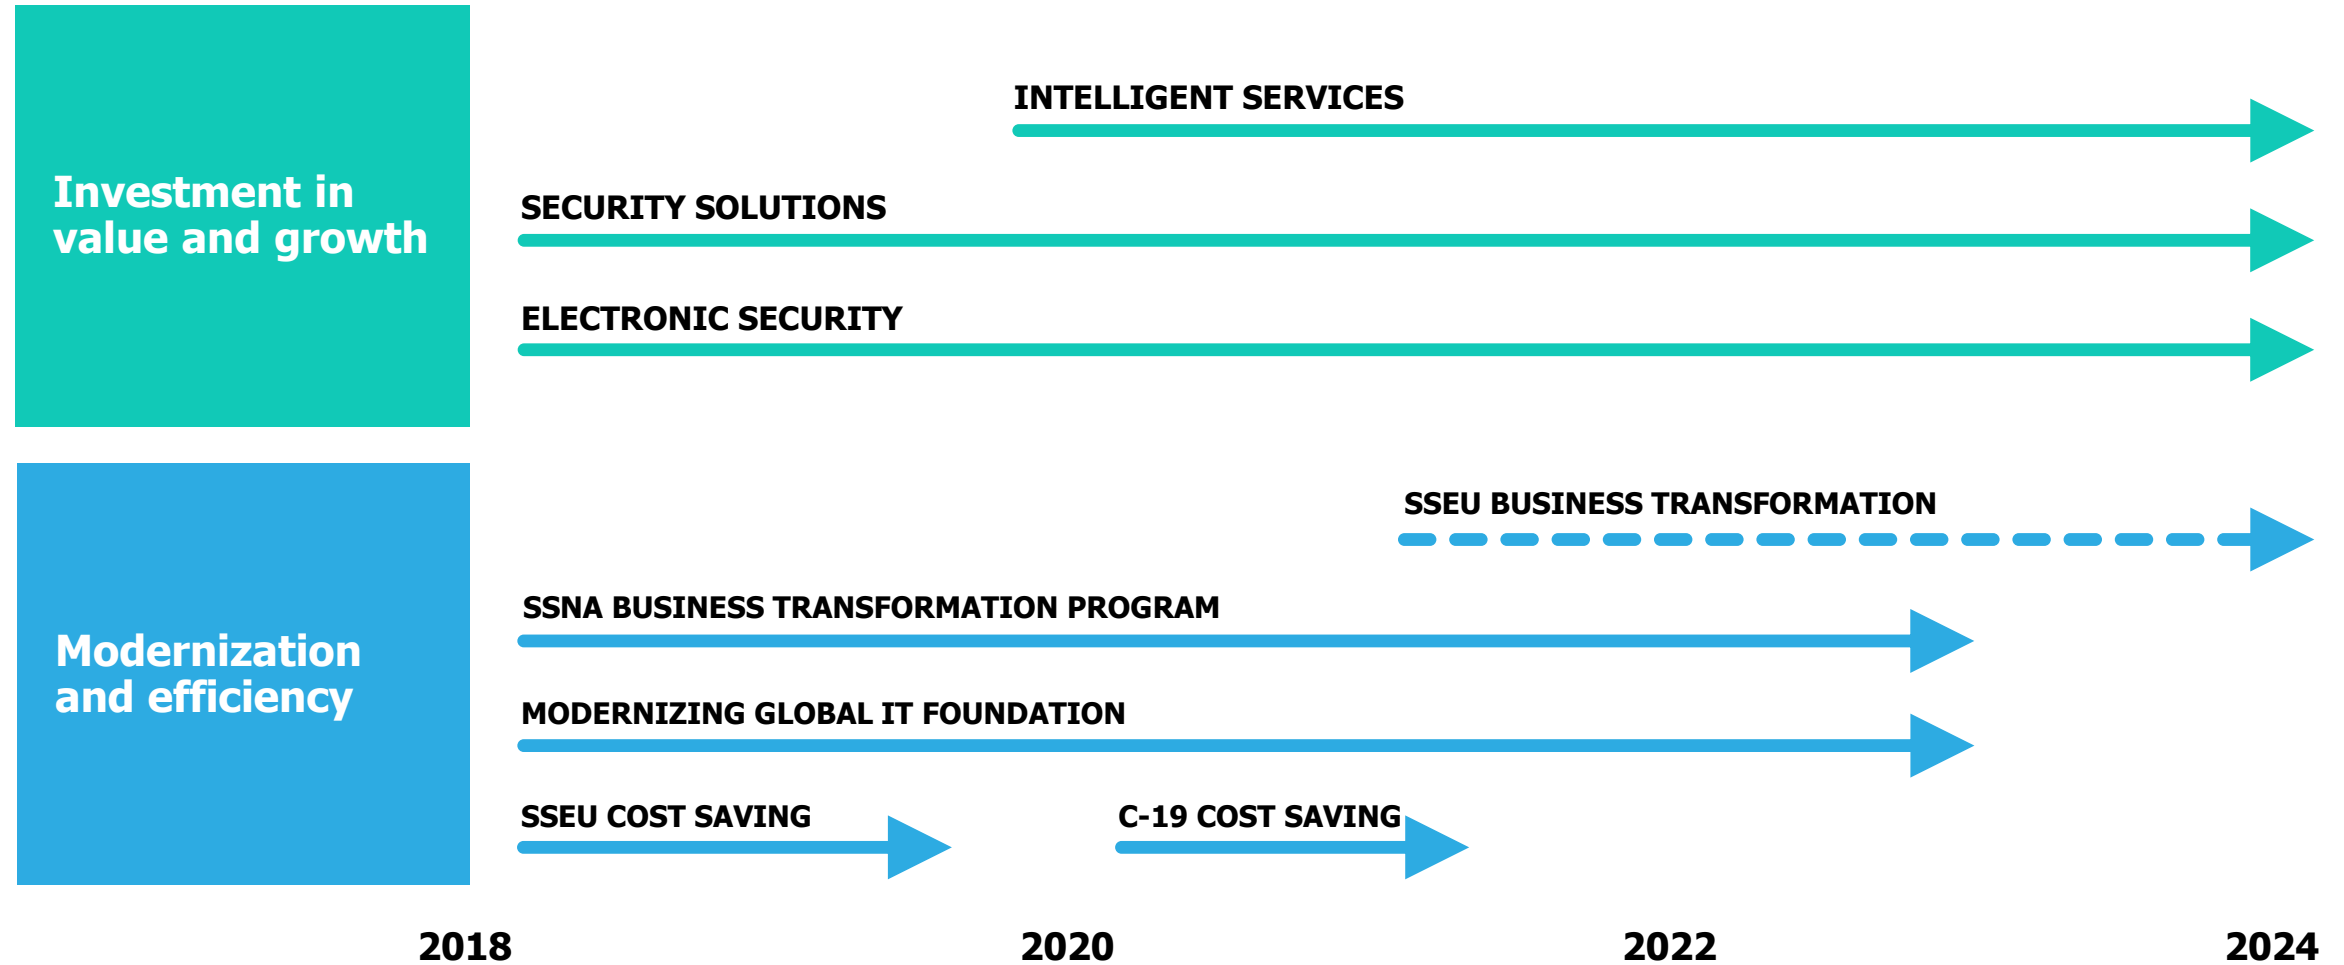 INTELLIGENT SERVICES
Investment in
value and growth
SECURITY SOLUTIONS
ELECTRONIC SECURITY
SSEU BUSINESS TRANSFORMATION
SSNA BUSINESS TRANSFORMATION PROGRAM
Modernization
and efficiency
MODERNIZING GLOBAL IT FOUNDATION
SSEU COST SAVING
C-19 COST SAVING
2018
2020
2022
2024